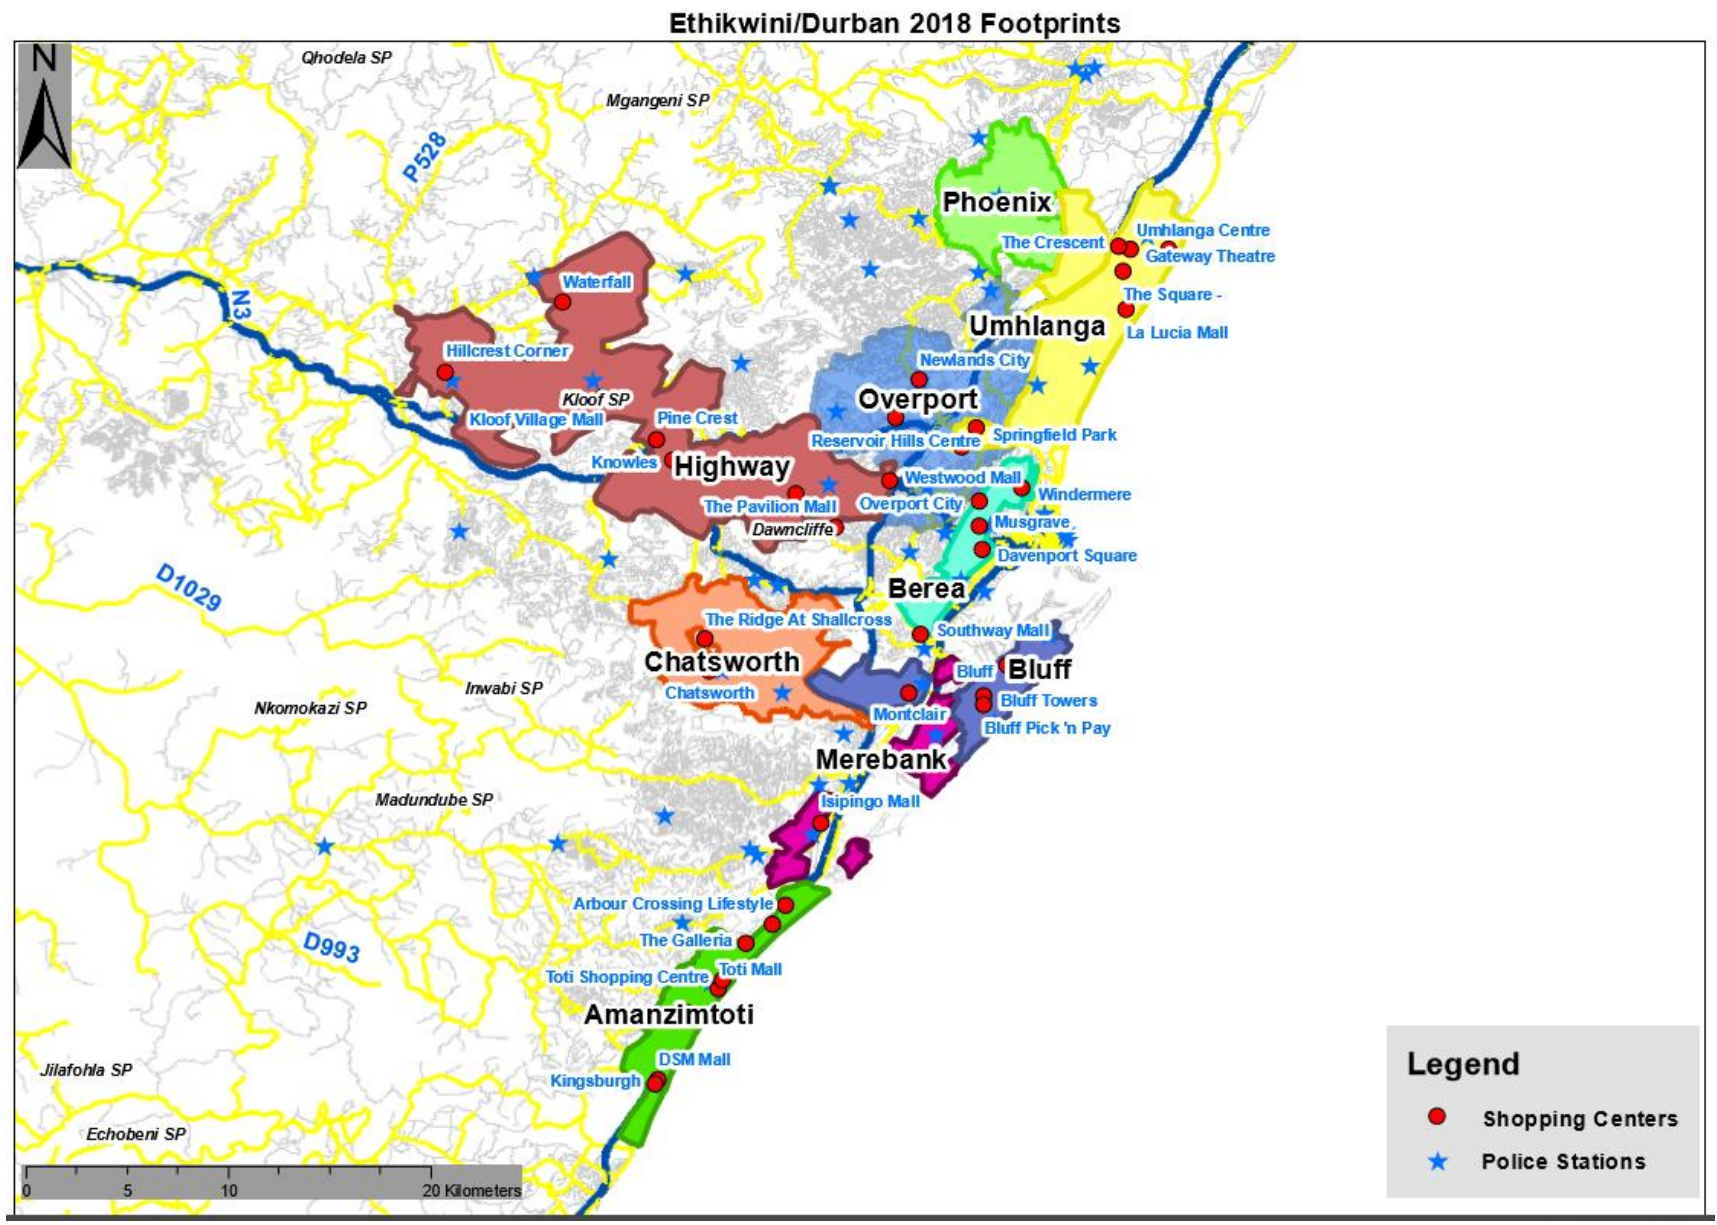 Ethikwini/Durban 2018 Footprints
N
Qhodela SP
Mgangeni SP
P528
Phoenix
Umhlanga Centre
The Crescent
Gateway Theatre
Waterfall
The Square -
N3
Umhlanga
La Lucia Mall
Hillcrest Corner
Newlands City
Kloof SP
Overport
Kloof Village Mall
Pine Crest
Reservoir Hills Centre
Springfield Park
Knowles
Highway
Westwood Mall
Windermere
The Pavilion Mall
Overport City
Dawncliffe
Musgrave
Davenport Square
D1029
Berea
The Ridge At Shallcross
Southway Mall
Chatsworth
Bluff
Bluff
Inwabi SP
Chatsworth
Bluff Towers
Nkomokazi SP
Montclair
Bluff Pick 'n Pay
Merebank
Madundube SP
Isipingo Mall
Arbour Crossing Lifestyle
D993
The Galleria
Toti Shopping Centre
Toti Mall
Amanzimtoti
DSM Mall
Jilafohla SP
Kingsburgh
Echobeni SP
0 5 10 20 Kilometers
Legend
Shopping Centers
Police Stations